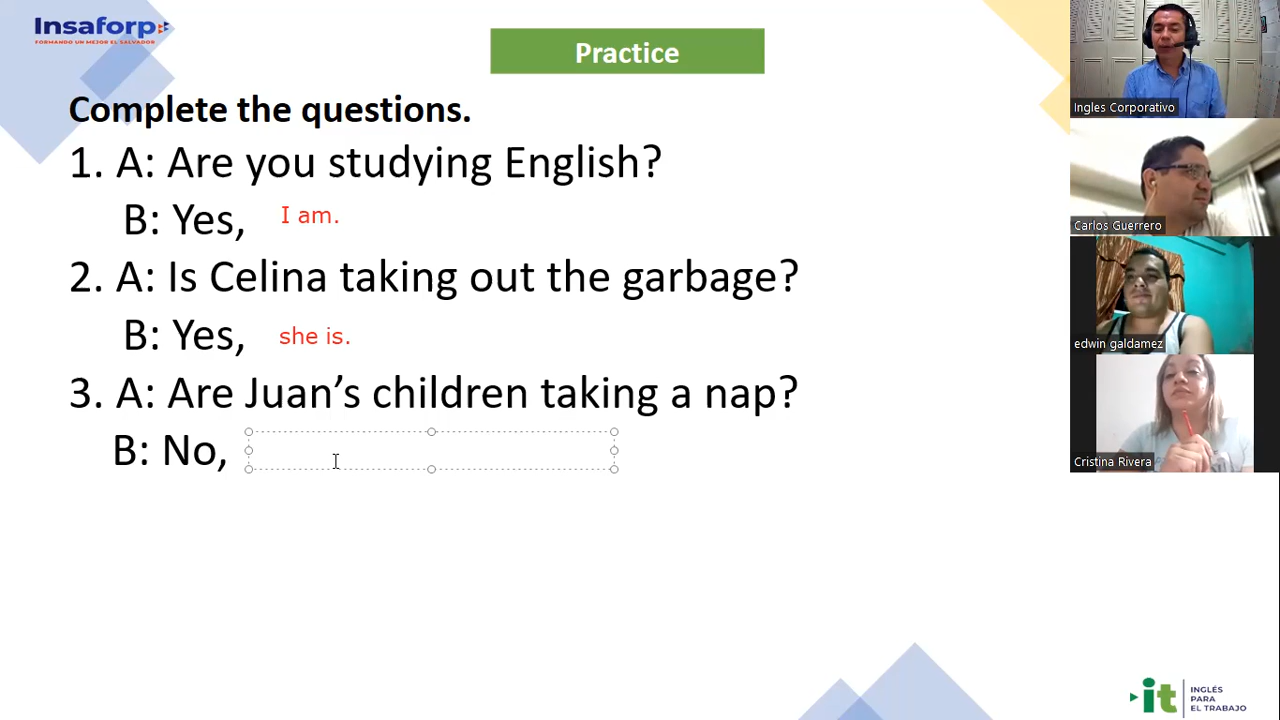 Insaforp
FORMANDO UN MEJOR EL SALVADOR
Practice
Complete the questions.
1. A: Are you studying English?
B: Yes, I am.
2. A: Is Celina taking out the garbage?
B: Yes, she is.
3. A: Are Juan’s children taking a nap?
B: No,
Ingles Corporativo
Carlos Guerrero
edwin galdamez
Cristina Rivera
it INGLÉS
PARA
EL TRABAJO